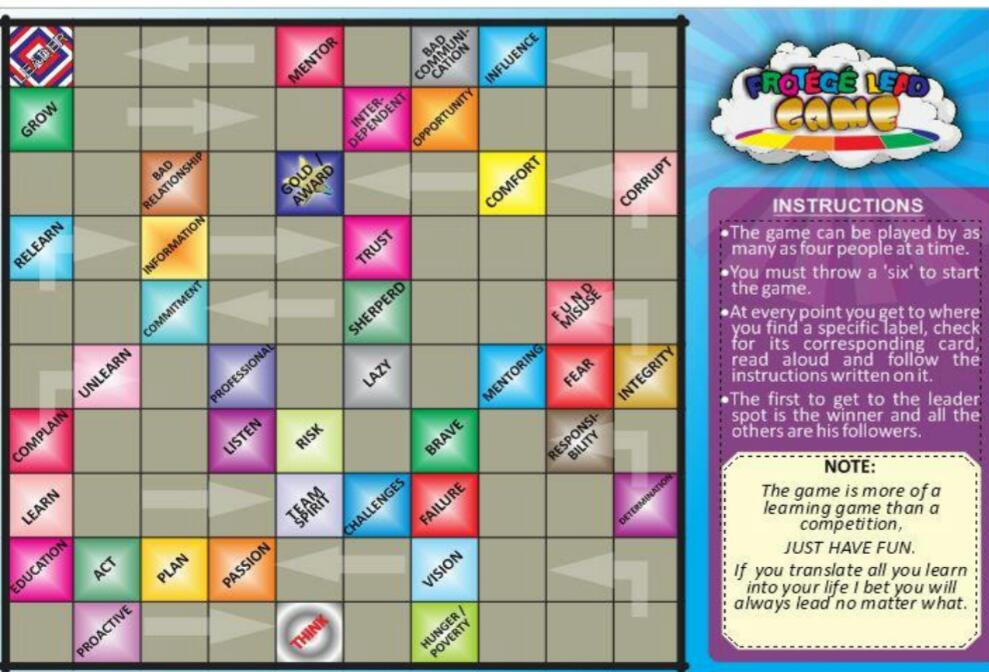 LEADER
MENTOR
BAD
COMMUNI-
CATION
INFLUENCE
GROW
INTER-
DEPENDENT
OPPORTUNITY
BAD
RELATIONSHIP
GOLD /
AWARD
COMFORT
CORRUPT
RELEARN
INFORMATION
TRUST
COMMITMENT
SHERPERD
FUND
MISUSE
UNLEARN
PROFESSIONAL
LAZY
MENTORING
FEAR
INTEGRITY
COMPLAIN
LISTEN
RISK
BRAVE
RESPONSI-
BILITY
LEARN
TEAM
SPIRIT
CHALLENGES
FAILURE
DETERMINATION
EDUCATION
ACT
PLAN
PASSION
VISION
PROACTIVE
THINK
HUNGER /
POVERTY
PROTÉGÉ LEAD
GAME
INSTRUCTIONS
•The game can be played by as
many as four people at a time.
•You must throw a 'six' to start
the game.
•At every point you get to where
you find a specific label, check
for its corresponding card,
read aloud and follow the
instructions written on it.
•The first to get to the leader
spot is the winner and all the
others are his followers.
NOTE:
The game is more of a
learning game than a
competition,
JUST HAVE FUN.
If you translate all you learn
into your life I bet you will
always lead no matter what.